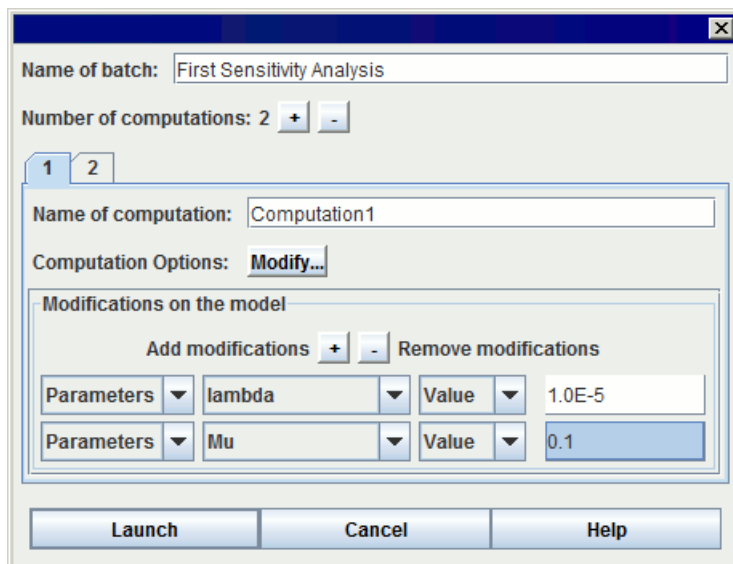 Name of batch: First Sensitivity Analysis
Number of computations: 2 + -
1 2
Name of computation: Computation1
Computation Options: Modify...
Modifications on the model
Add modifications + - Remove modifications
Parameters lambda Value 1.0E-5
Parameters Mu Value 0.1
Launch Cancel Help